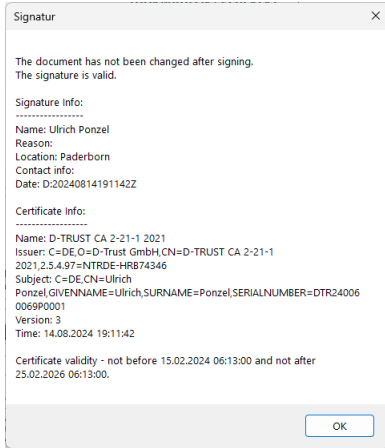 Signatur
The document has not been changed after signing.
The signature is valid.
Signature Info:
-----------------
Name: Ulrich Ponzel
Reason:
Location: Paderborn
Contact info:
Date: D:20240814191142Z
Certificate Info:
------------------
Name: D-TRUST CA 2-21-1 2021
Issuer: C=DE,O=D-Trust GmbH,CN=D-TRUST CA 2-21-1
2021,2.5.4.97=NTRDE-HRB74346
Subject: C=DE,CN=Ulrich
Ponzel,GIVENNAME=Ulrich,SURNAME=Ponzel,SERIALNUMBER=DTR24006
0069P0001
Version: 3
Time: 14.08.2024 19:11:42
Certificate validity - not before 15.02.2024 06:13:00 and not after
25.02.2026 06:13:00.
OK